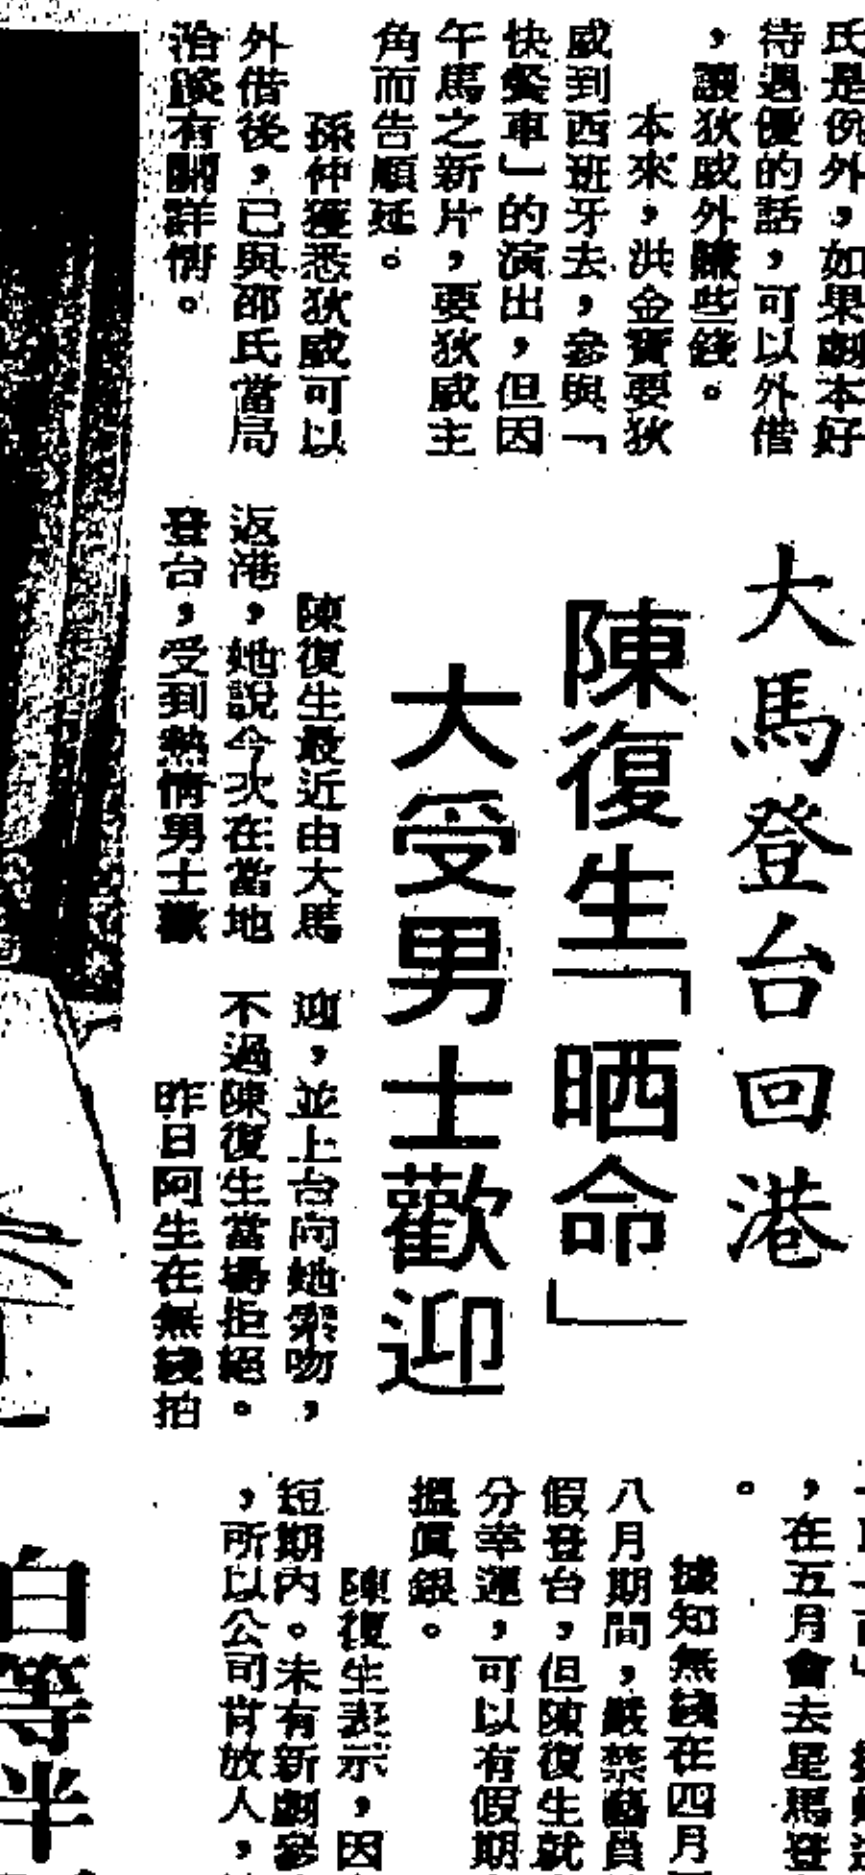 氏是例外，如果劇本好
待遇優的話，可以外借
，讓狄威外賺些錢。
本來，洪金寶要狄
威到西班牙去，參與「
快餐車」的演出，但因
午馬之新片，要狄威主
角而告順延。
孫仲獲悉狄威可以
外借後，已與邵氏當局
洽談有關詳情。
大馬登台回港
陳復生「晒命」
大受男士歡迎
陳復生最近由大馬
返港，她說今次在當地
登台，受到熱情男士歡
迎，並上台向她索吻，
不過陳復生當場拒絕。
昨日阿生在無綫拍
，在五月會去星馬登
。
據知無綫在四月
八月期間，嚴禁藝員
假登台，但陳復生就
分幸運，可以有假期
搵眞銀。
陳復生表示，因
短期內。未有新劇參
，所以公司肯放人，
白等半